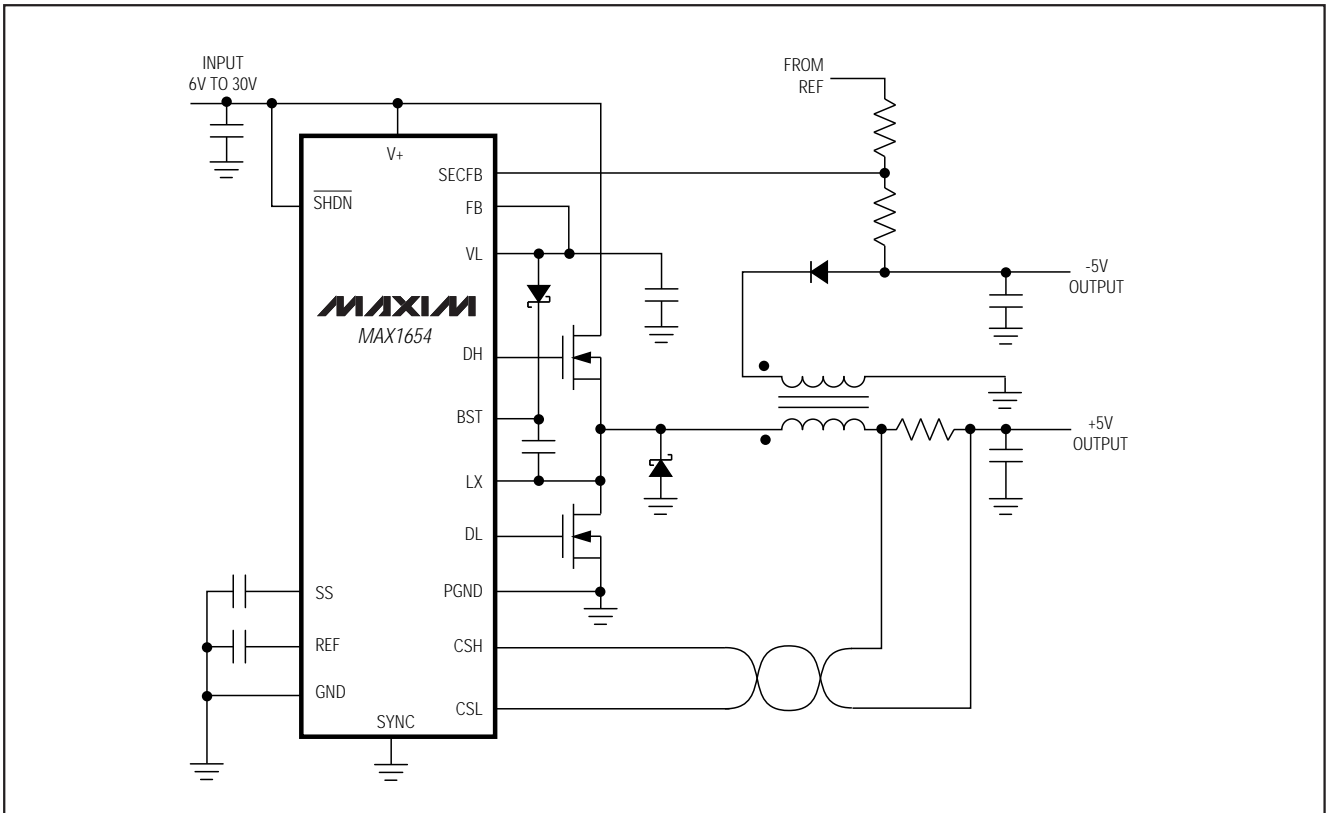 INPUT
6V TO 30V
FROM
REF
V+
SECFB
SHDN
FB
VL
-5V
OUTPUT
MAXIM
MAX1654
DH
BST
+5V
OUTPUT
LX
DL
SS
PGND
REF
CSH
GND
CSL
SYNC